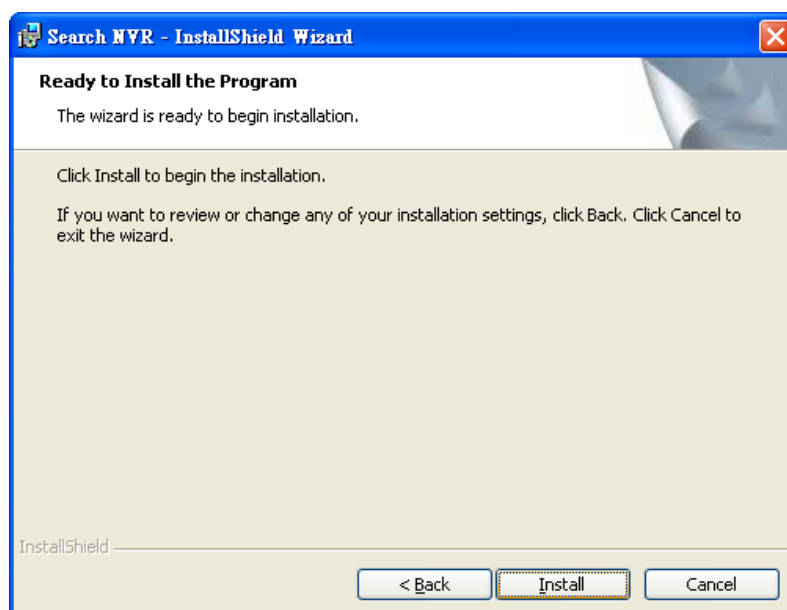 Search NVR - InstallShield Wizard
Ready to Install the Program
The wizard is ready to begin installation.
Click Install to begin the installation.
If you want to review or change any of your installation settings, click Back. Click Cancel to
exit the wizard.
InstallShield
< Back Install Cancel